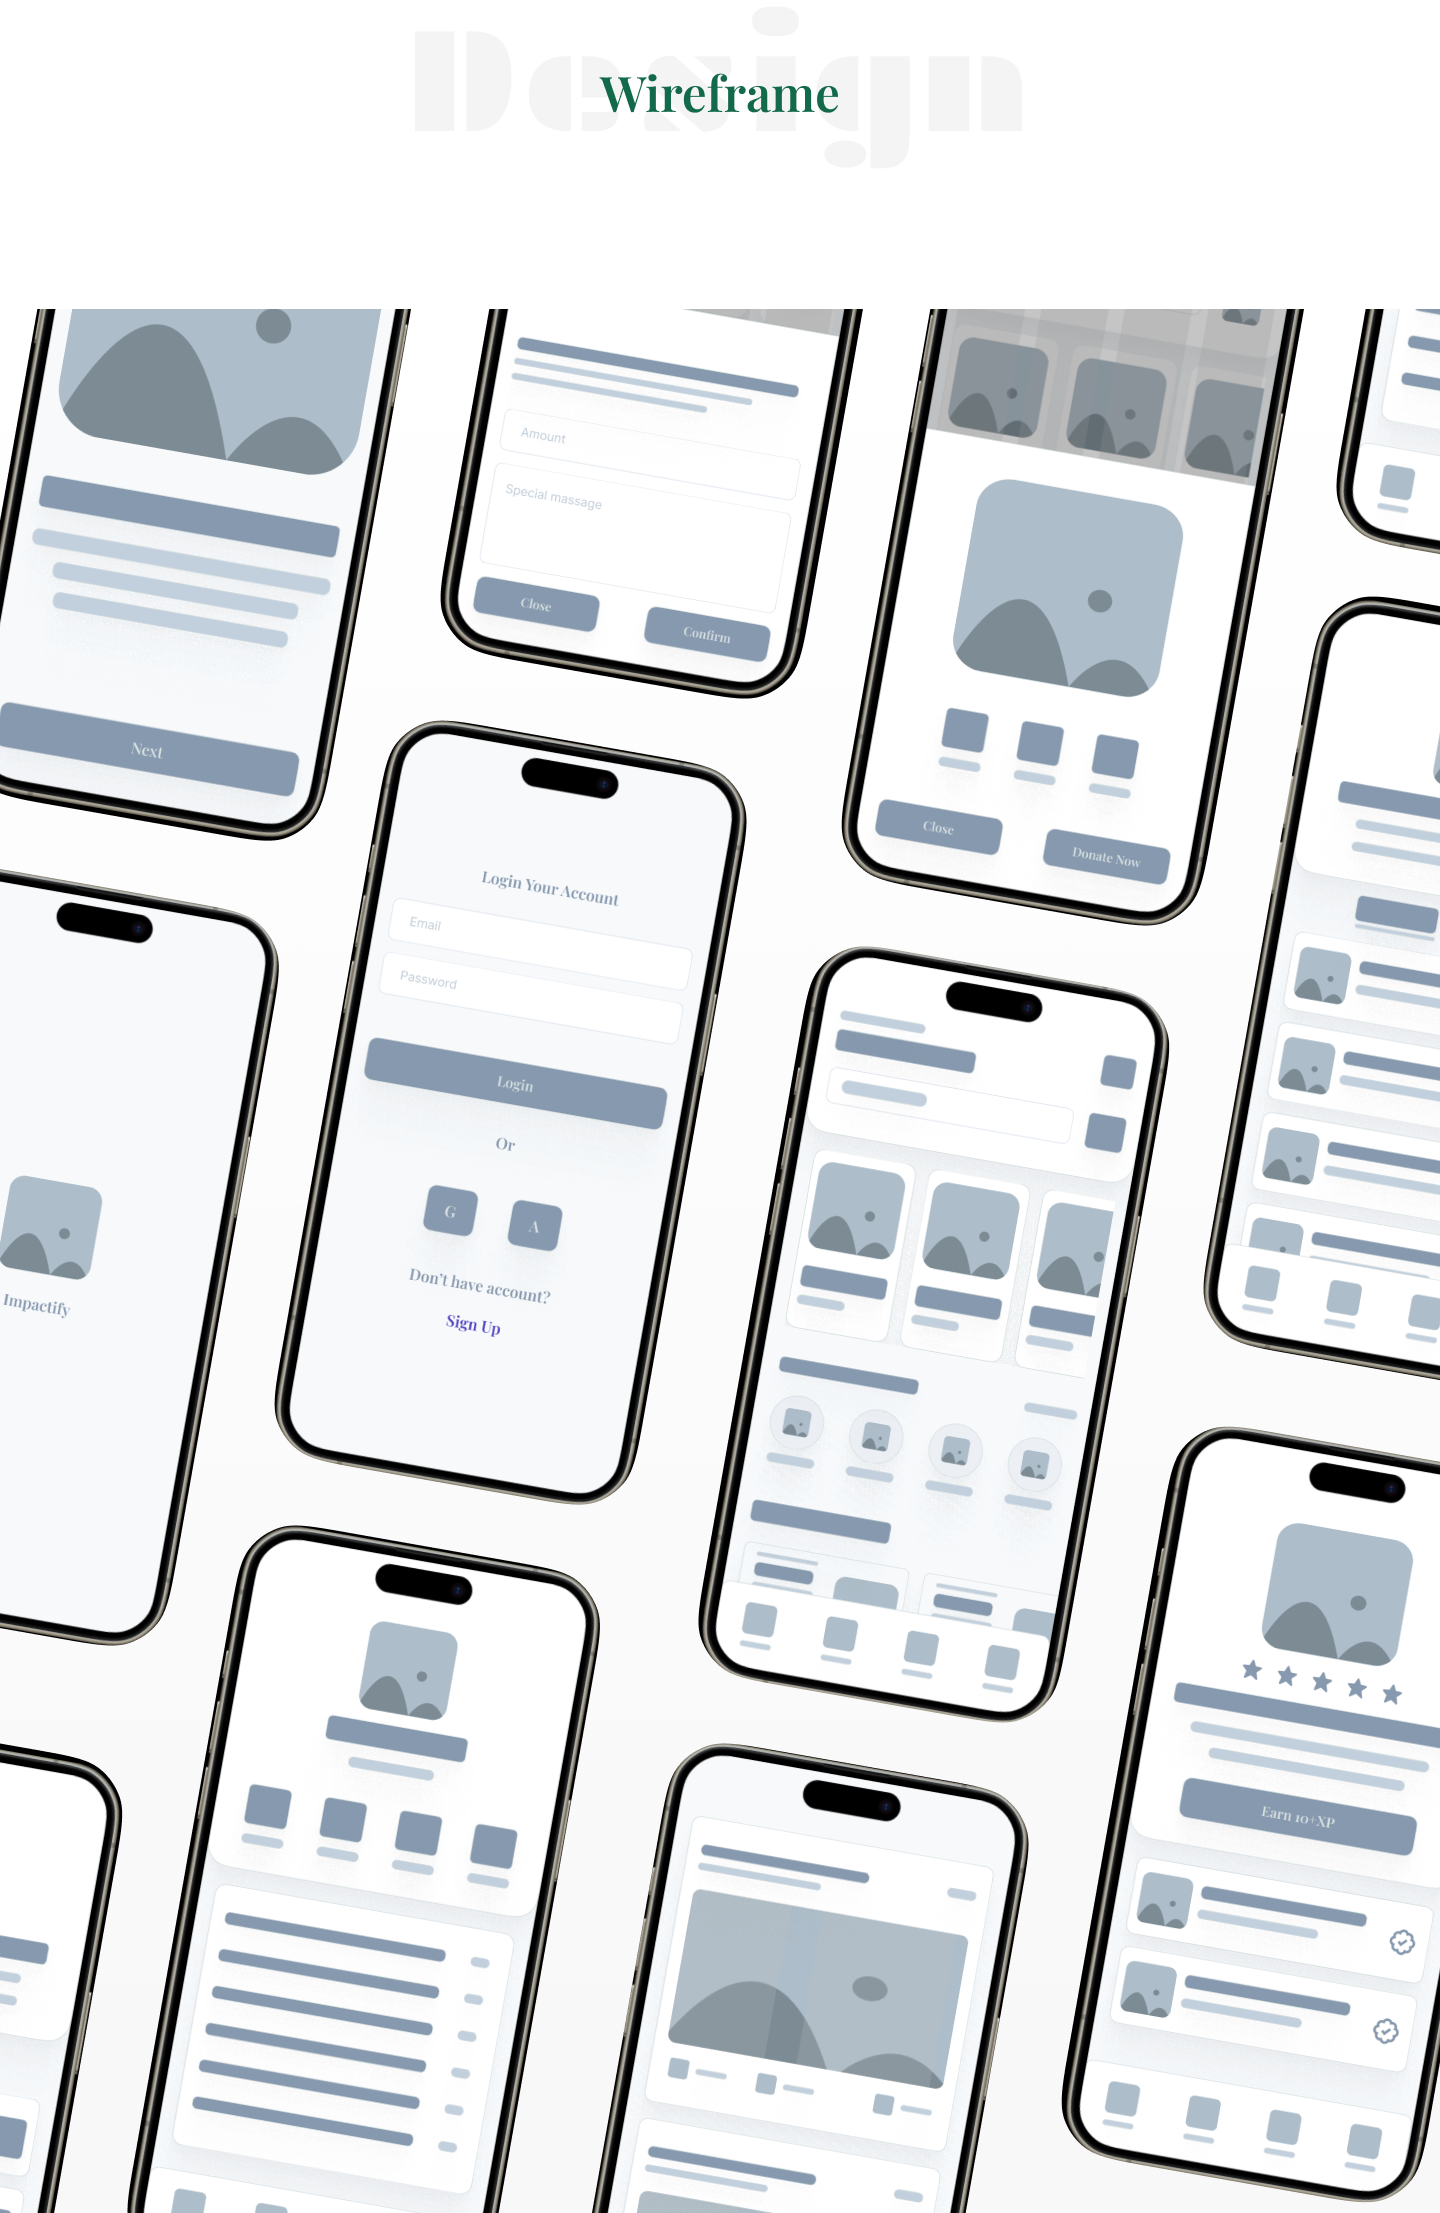 Design
Wireframe
Amount
Special massage
Close
Confirm
Next
Close
Donate Now
Login Your Account
Email
Password
Login
Or
G
A
Don't have account?
Sign Up
Impactify
Earn 10+XP